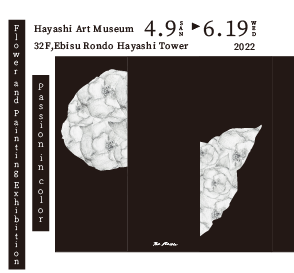 Flower and Painting Exhibition
Passion in color
Hayashi Art Museum
32F,Ebisu Rondo Hayashi Tower
4.9 SUN ▶ 6.19 WED
2022